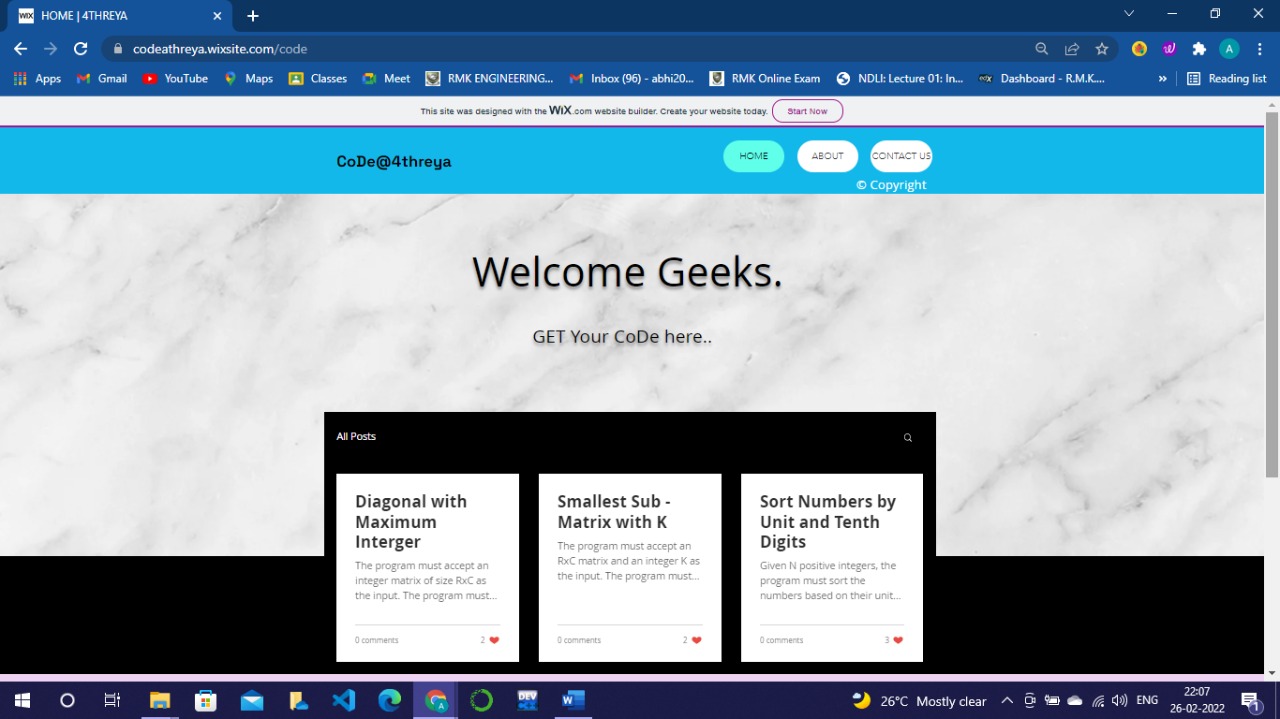 WIX HOME | 4THREYA
codeathreya.wixsite.com/code
A
Apps Gmail YouTube Maps Classes Meet RMK ENGINEERING... Inbox (96) - abhi20... RMK Online Exam NDLI: Lecture 01: In... edX Dashboard - R.M.K.... » Reading list
This site was designed with the WiX.com website builder. Create your website today. Start Now
CoDe@4threya
HOME ABOUT CONTACT US
© Copyright
Welcome Geeks.
GET Your CoDe here..
All Posts
Diagonal with
Maximum
Interger
The program must accept an
integer matrix of size RxC as
the input. The program must...
0 comments 2
Smallest Sub -
Matrix with K
The program must accept an
RxC matrix and an integer K as
the input. The program must...
0 comments 2
Sort Numbers by
Unit and Tenth
Digits
Given N positive integers, the
program must sort the
numbers based on their unit...
0 comments 3
A DEV W 26°C Mostly clear ENG 22:07
26-02-2022 1